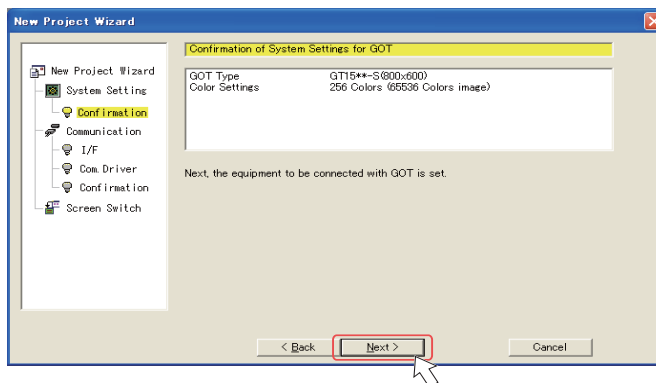 New Project Wizard
New Project Wizard
System Setting
Confirmation
Communication
I/F
Com.Driver
Confirmation
Screen Switch
Confirmation of System Settings for GOT
GOT Type GT15**-S(800x600)
Color Settings 256 Colors (65536 Colors image)
Next, the equipment to be connected with GOT is set.
< Back Next > Cancel